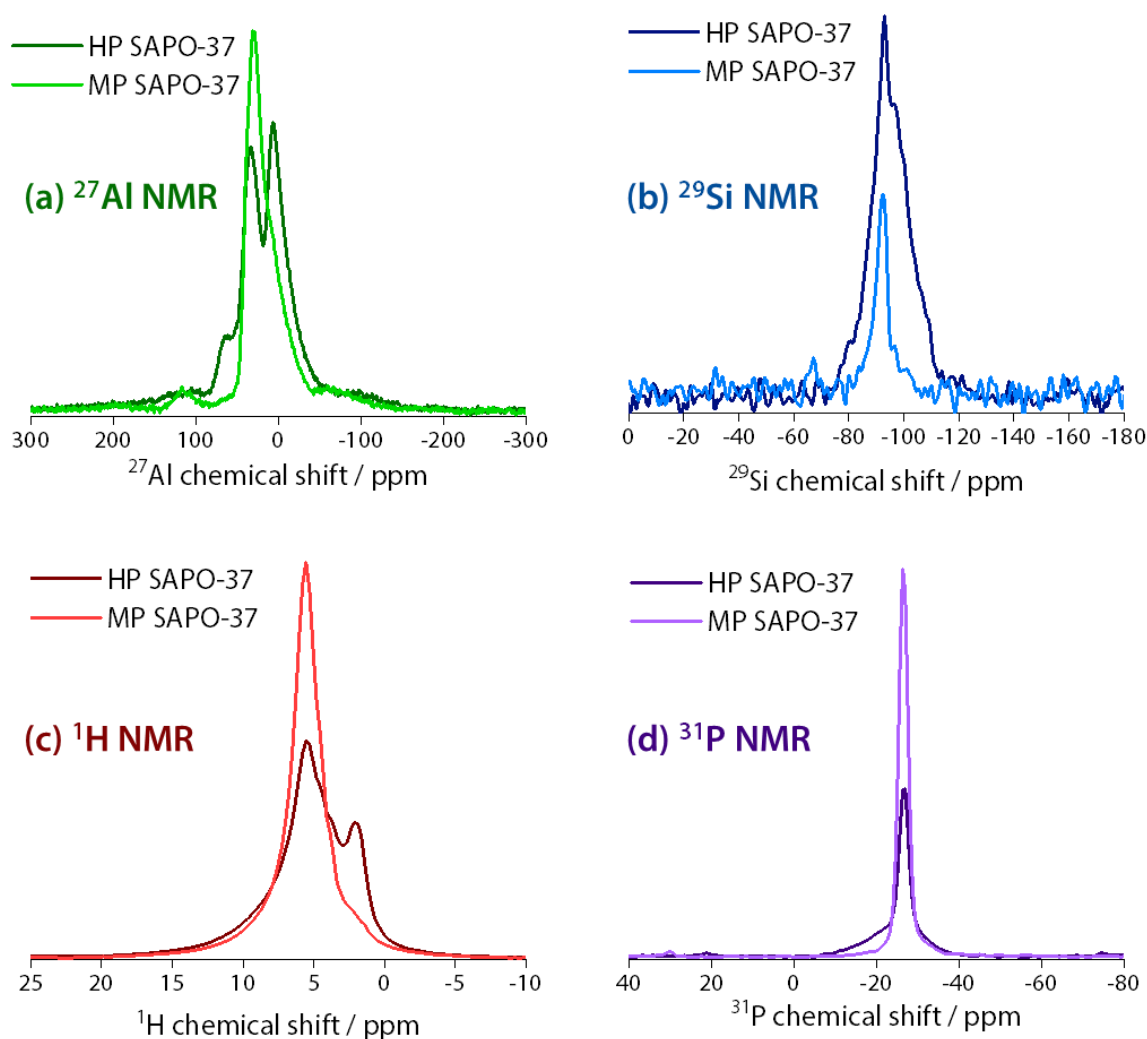 HP SAPO-37
MP SAPO-37
(a) ²⁷Al NMR
300 200 100 0 -100 -200 -300
²⁷Al chemical shift / ppm
HP SAPO-37
MP SAPO-37
(b) ²⁹Si NMR
0 -20 -40 -60 -80 -100 -120 -140 -160 -180
²⁹Si chemical shift / ppm
HP SAPO-37
MP SAPO-37
(c) ¹H NMR
25 20 15 10 5 0 -5 -10
¹H chemical shift / ppm
HP SAPO-37
MP SAPO-37
(d) ³¹P NMR
40 20 0 -20 -40 -60 -80
³¹P chemical shift / ppm